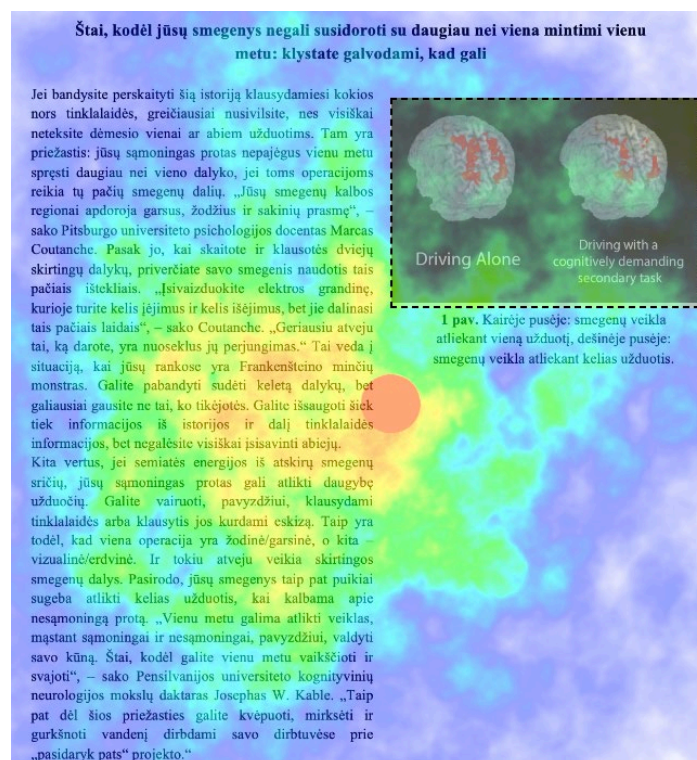 Štai, kodėl jūsų smegenys negali susidoroti su daugiau nei viena mintimi vienu
metu: klystate galvodami, kad gali
Jei bandysite perskaityti šią istoriją klausydamiesi kokios
nors tinklalaidės, greičiausiai nusivilsite, nes visiškai
neteksite dėmesio vienai ar abiem užduotims. Tam yra
priežastis: jūsų sąmoningas protas nepajėgus vienu metu
spręsti daugiau nei vieno dalyko, jei toms operacijoms
reikia tų pačių smegenų dalių. „Jūsų smegenų kalbos
regionai apdoroja garsus, žodžius ir sakinių prasmę“, –
sako Pitsburgo universiteto psichologijos docentas Marcas
Coutanche. Pasak jo, kai skaitote ir klausotės dviejų
skirtingų dalykų, priverčiate savo smegenis naudotis tais
pačiais ištekliais. „Įsivaizduokite elektros grandinę,
kurioje turite kelis įėjimus ir kelis išėjimus, bet jie dalinasi
tais pačiais laidais“, – sako Coutanche. „Geriausiu atveju
tai, ką darote, yra nuoseklus jų perjungimas.“ Tai veda į
situaciją, kai jūsų rankose yra Frankenšteino minčių
monstras. Galite pabandyti sudėti keletą dalykų, bet
galiausiai gausite ne tai, ko tikėjotės. Galite išsaugoti šiek
tiek informacijos iš istorijos ir dalį tinklalaidės
informacijos, bet negalėsite visiškai įsisavinti abiejų.
Kita vertus, jei semiatės energijos iš atskirų smegenų
sričių, jūsų sąmoningas protas gali atlikti daugybę
užduočių. Galite vairuoti, pavyzdžiui, klausydami
tinklalaidės arba klausytis jos kurdami eskizą. Taip yra
todėl, kad viena operacija yra žodinė/garsinė, o kita –
vizualinė/erdvinė. Ir tokiu atveju veikia skirtingos
smegenų dalys. Pasirodo, jūsų smegenys taip pat puikiai
sugeba atlikti kelias užduotis, kai kalbama apie
nesąmoningą protą. „Vienu metu galima atlikti veiklas,
mąstant sąmoningai ir nesąmoningai, pavyzdžiui, valdyti
savo kūną. Štai, kodėl galite vienu metu vaikščioti ir
svajoti“, – sako Pensilvanijos universiteto kognityvinių
neurologijos mokslų daktaras Josephas W. Kable. „Taip
pat dėl šios priežasties galite kvėpuoti, mirksėti ir
gurkšnoti vandenį dirbdami savo dirbtuvėse prie
„pasidaryk pats“ projekto.“
Driving Alone
Driving with a
cognitively demanding
secondary task
1 pav. Kairėje pusėje: smegenų veikla
atliekant vieną užduotį, dešinėje pusėje:
smegenų veikla atliekant kelias užduotis.